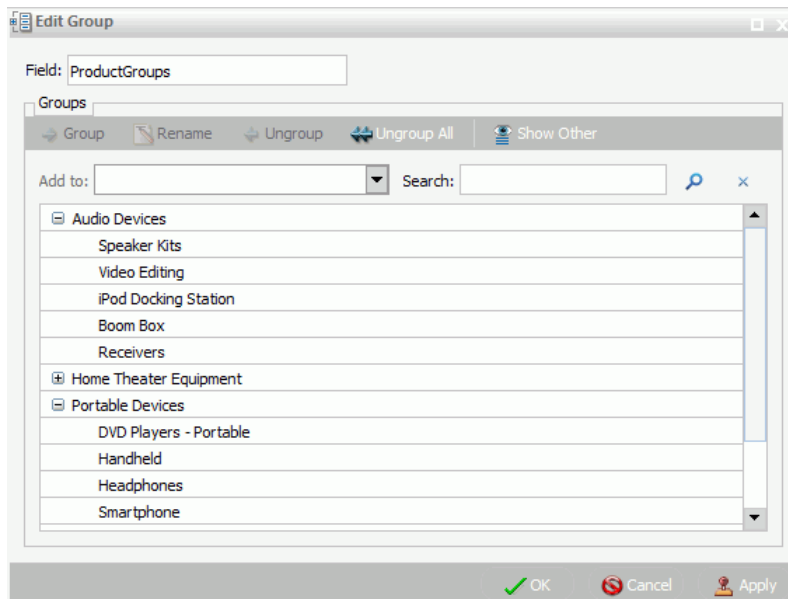 Edit Group
Field: ProductGroups
Groups
Group Rename Ungroup Ungroup All Show Other
Add to: Search:
Audio Devices
Speaker Kits
Video Editing
iPod Docking Station
Boom Box
Receivers
Home Theater Equipment
Portable Devices
DVD Players - Portable
Handheld
Headphones
Smartphone
OK Cancel Apply